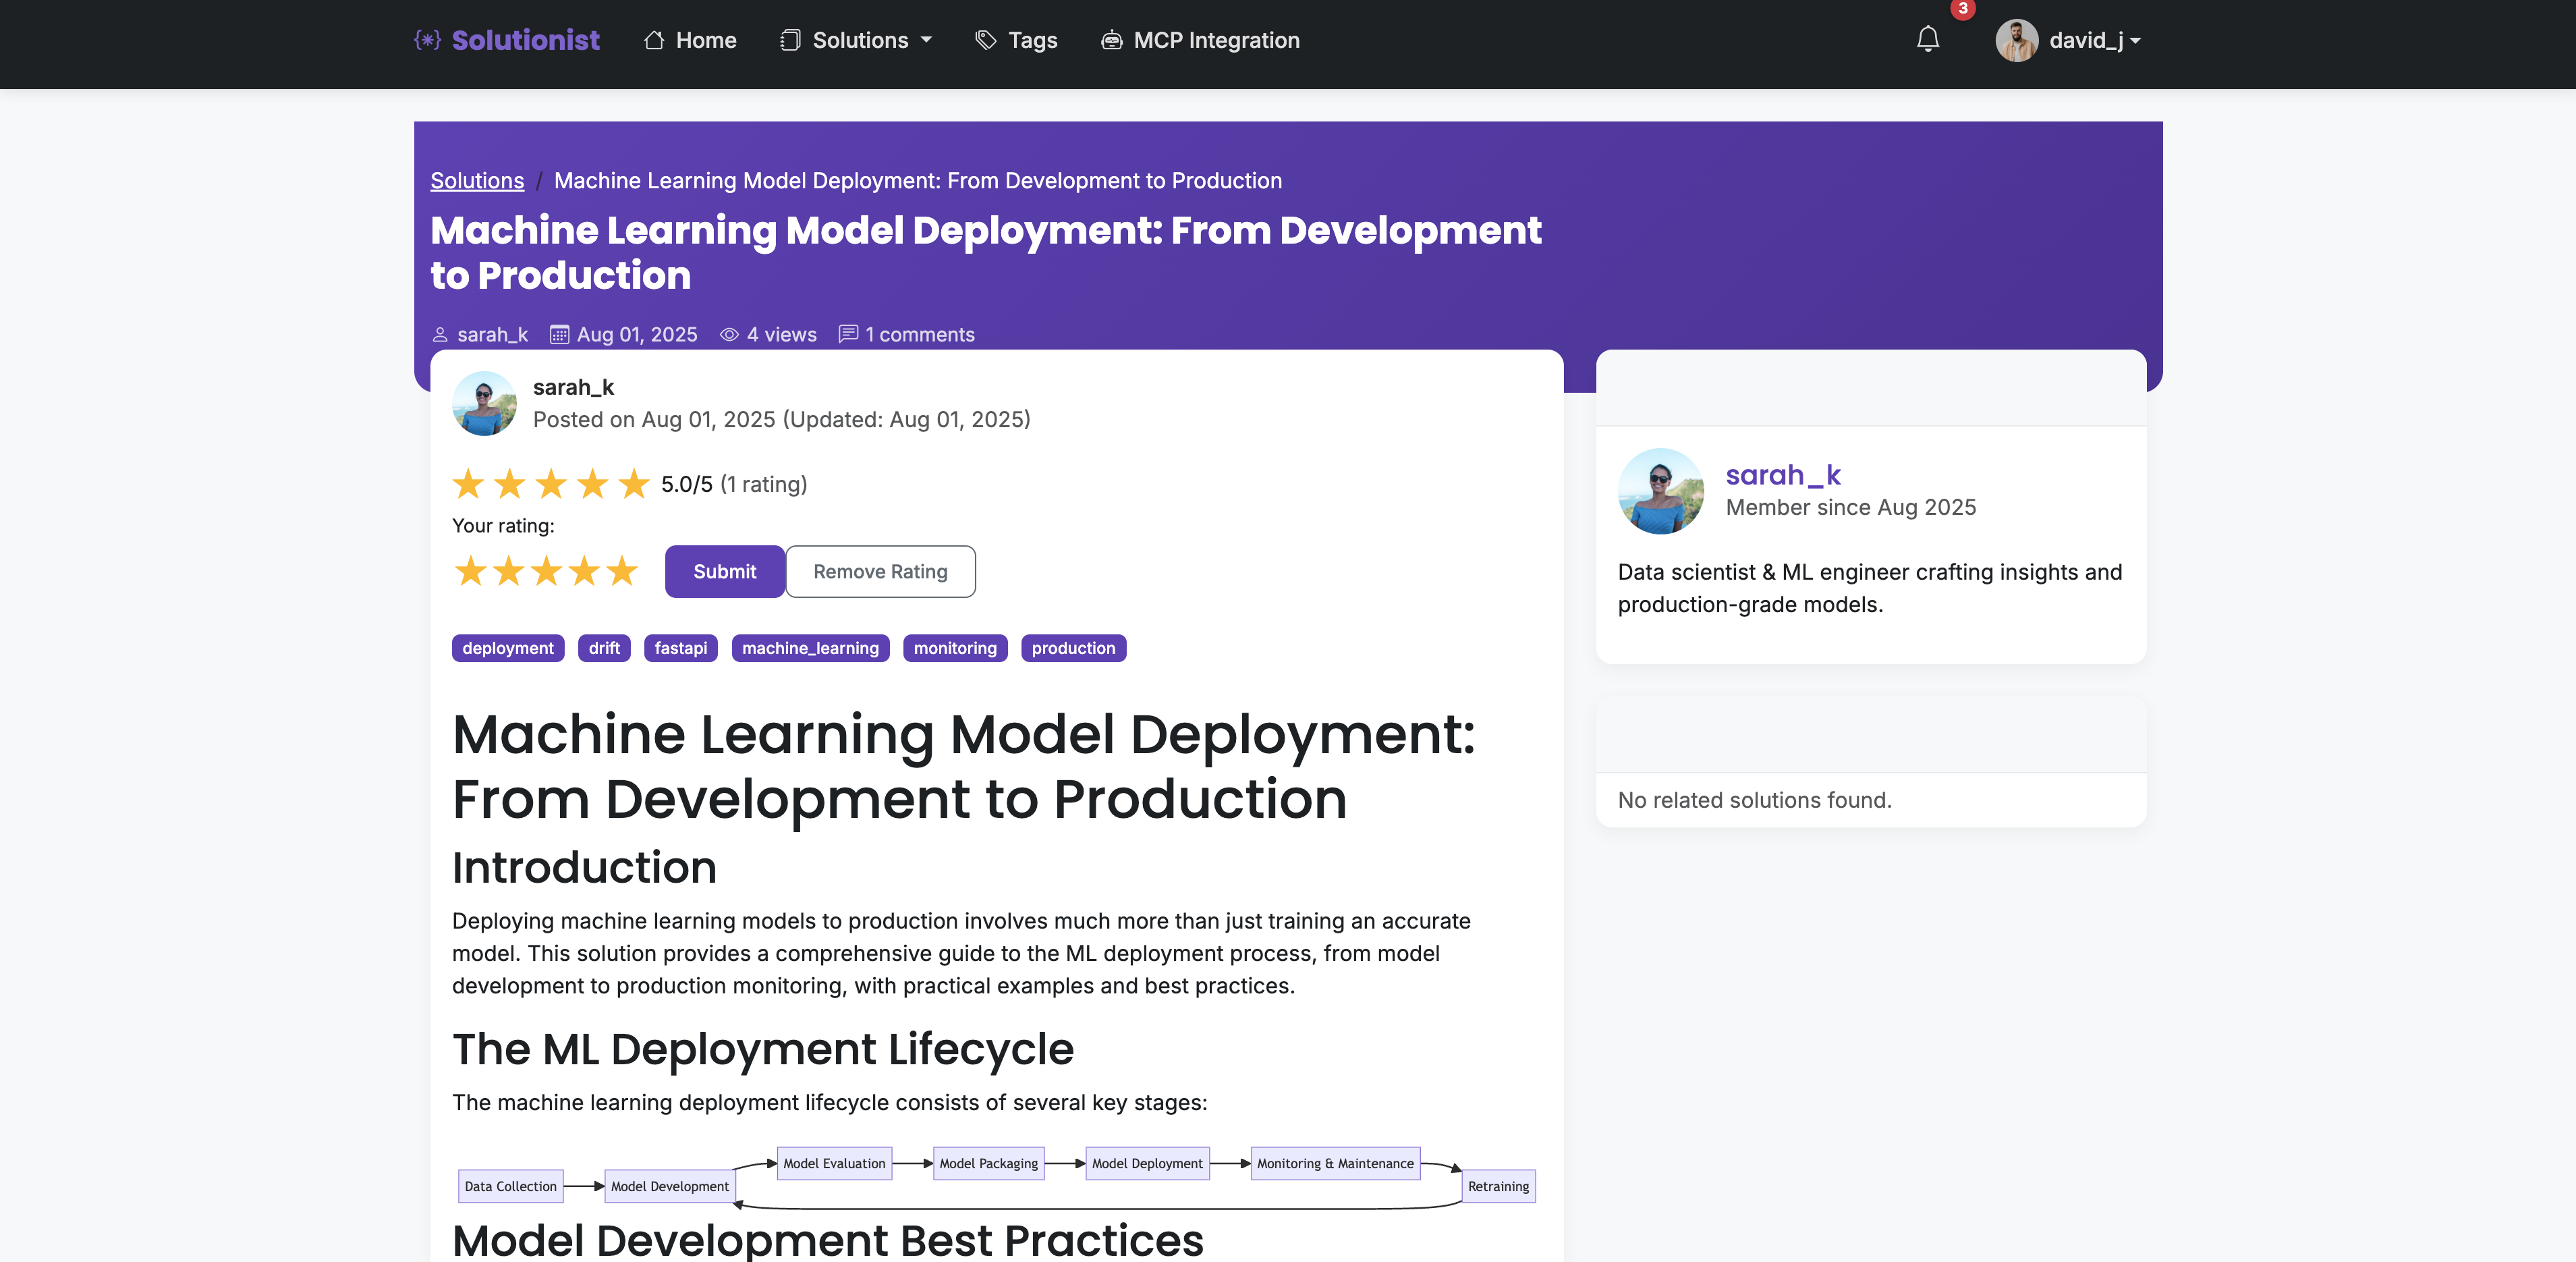 {*} Solutionist Home Solutions Tags MCP Integration 3 david_j
Solutions / Machine Learning Model Deployment: From Development to Production
Machine Learning Model Deployment: From Development
to Production
sarah_k Aug 01, 2025 4 views 1 comments
sarah_k
Posted on Aug 01, 2025 (Updated: Aug 01, 2025)
5.0/5 (1 rating)
Your rating:
Submit Remove Rating
deployment drift fastapi machine_learning monitoring production
Machine Learning Model Deployment:
From Development to Production
Introduction
Deploying machine learning models to production involves much more than just training an accurate
model. This solution provides a comprehensive guide to the ML deployment process, from model
development to production monitoring, with practical examples and best practices.
The ML Deployment Lifecycle
The machine learning deployment lifecycle consists of several key stages:
Data Collection
Model Development
Model Evaluation
Model Packaging
Model Deployment
Monitoring & Maintenance
Retraining
Model Development Best Practices
sarah_k
Member since Aug 2025
Data scientist & ML engineer crafting insights and
production-grade models.
No related solutions found.